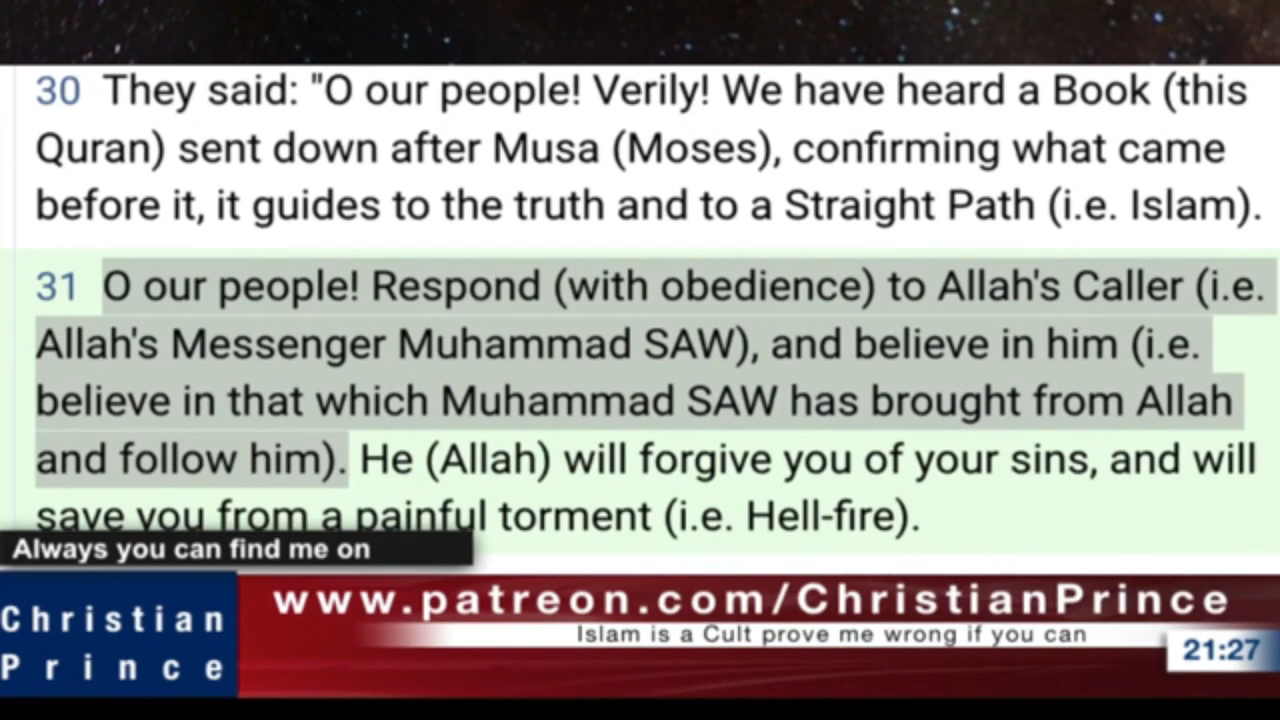 30 They said: "O our people! Verily! We have heard a Book (this
Quran) sent down after Musa (Moses), confirming what came
before it, it guides to the truth and to a Straight Path (i.e. Islam).
31 O our people! Respond (with obedience) to Allah's Caller (i.e.
Allah's Messenger Muhammad SAW), and believe in him (i.e.
believe in that which Muhammad SAW has brought from Allah
and follow him). He (Allah) will forgive you of your sins, and will
save you from a painful torment (i.e. Hell-fire).
Always you can find me on
Christian
Prince
www.patreon.com/ChristianPrince
Islam is a Cult prove me wrong if you can
21:27